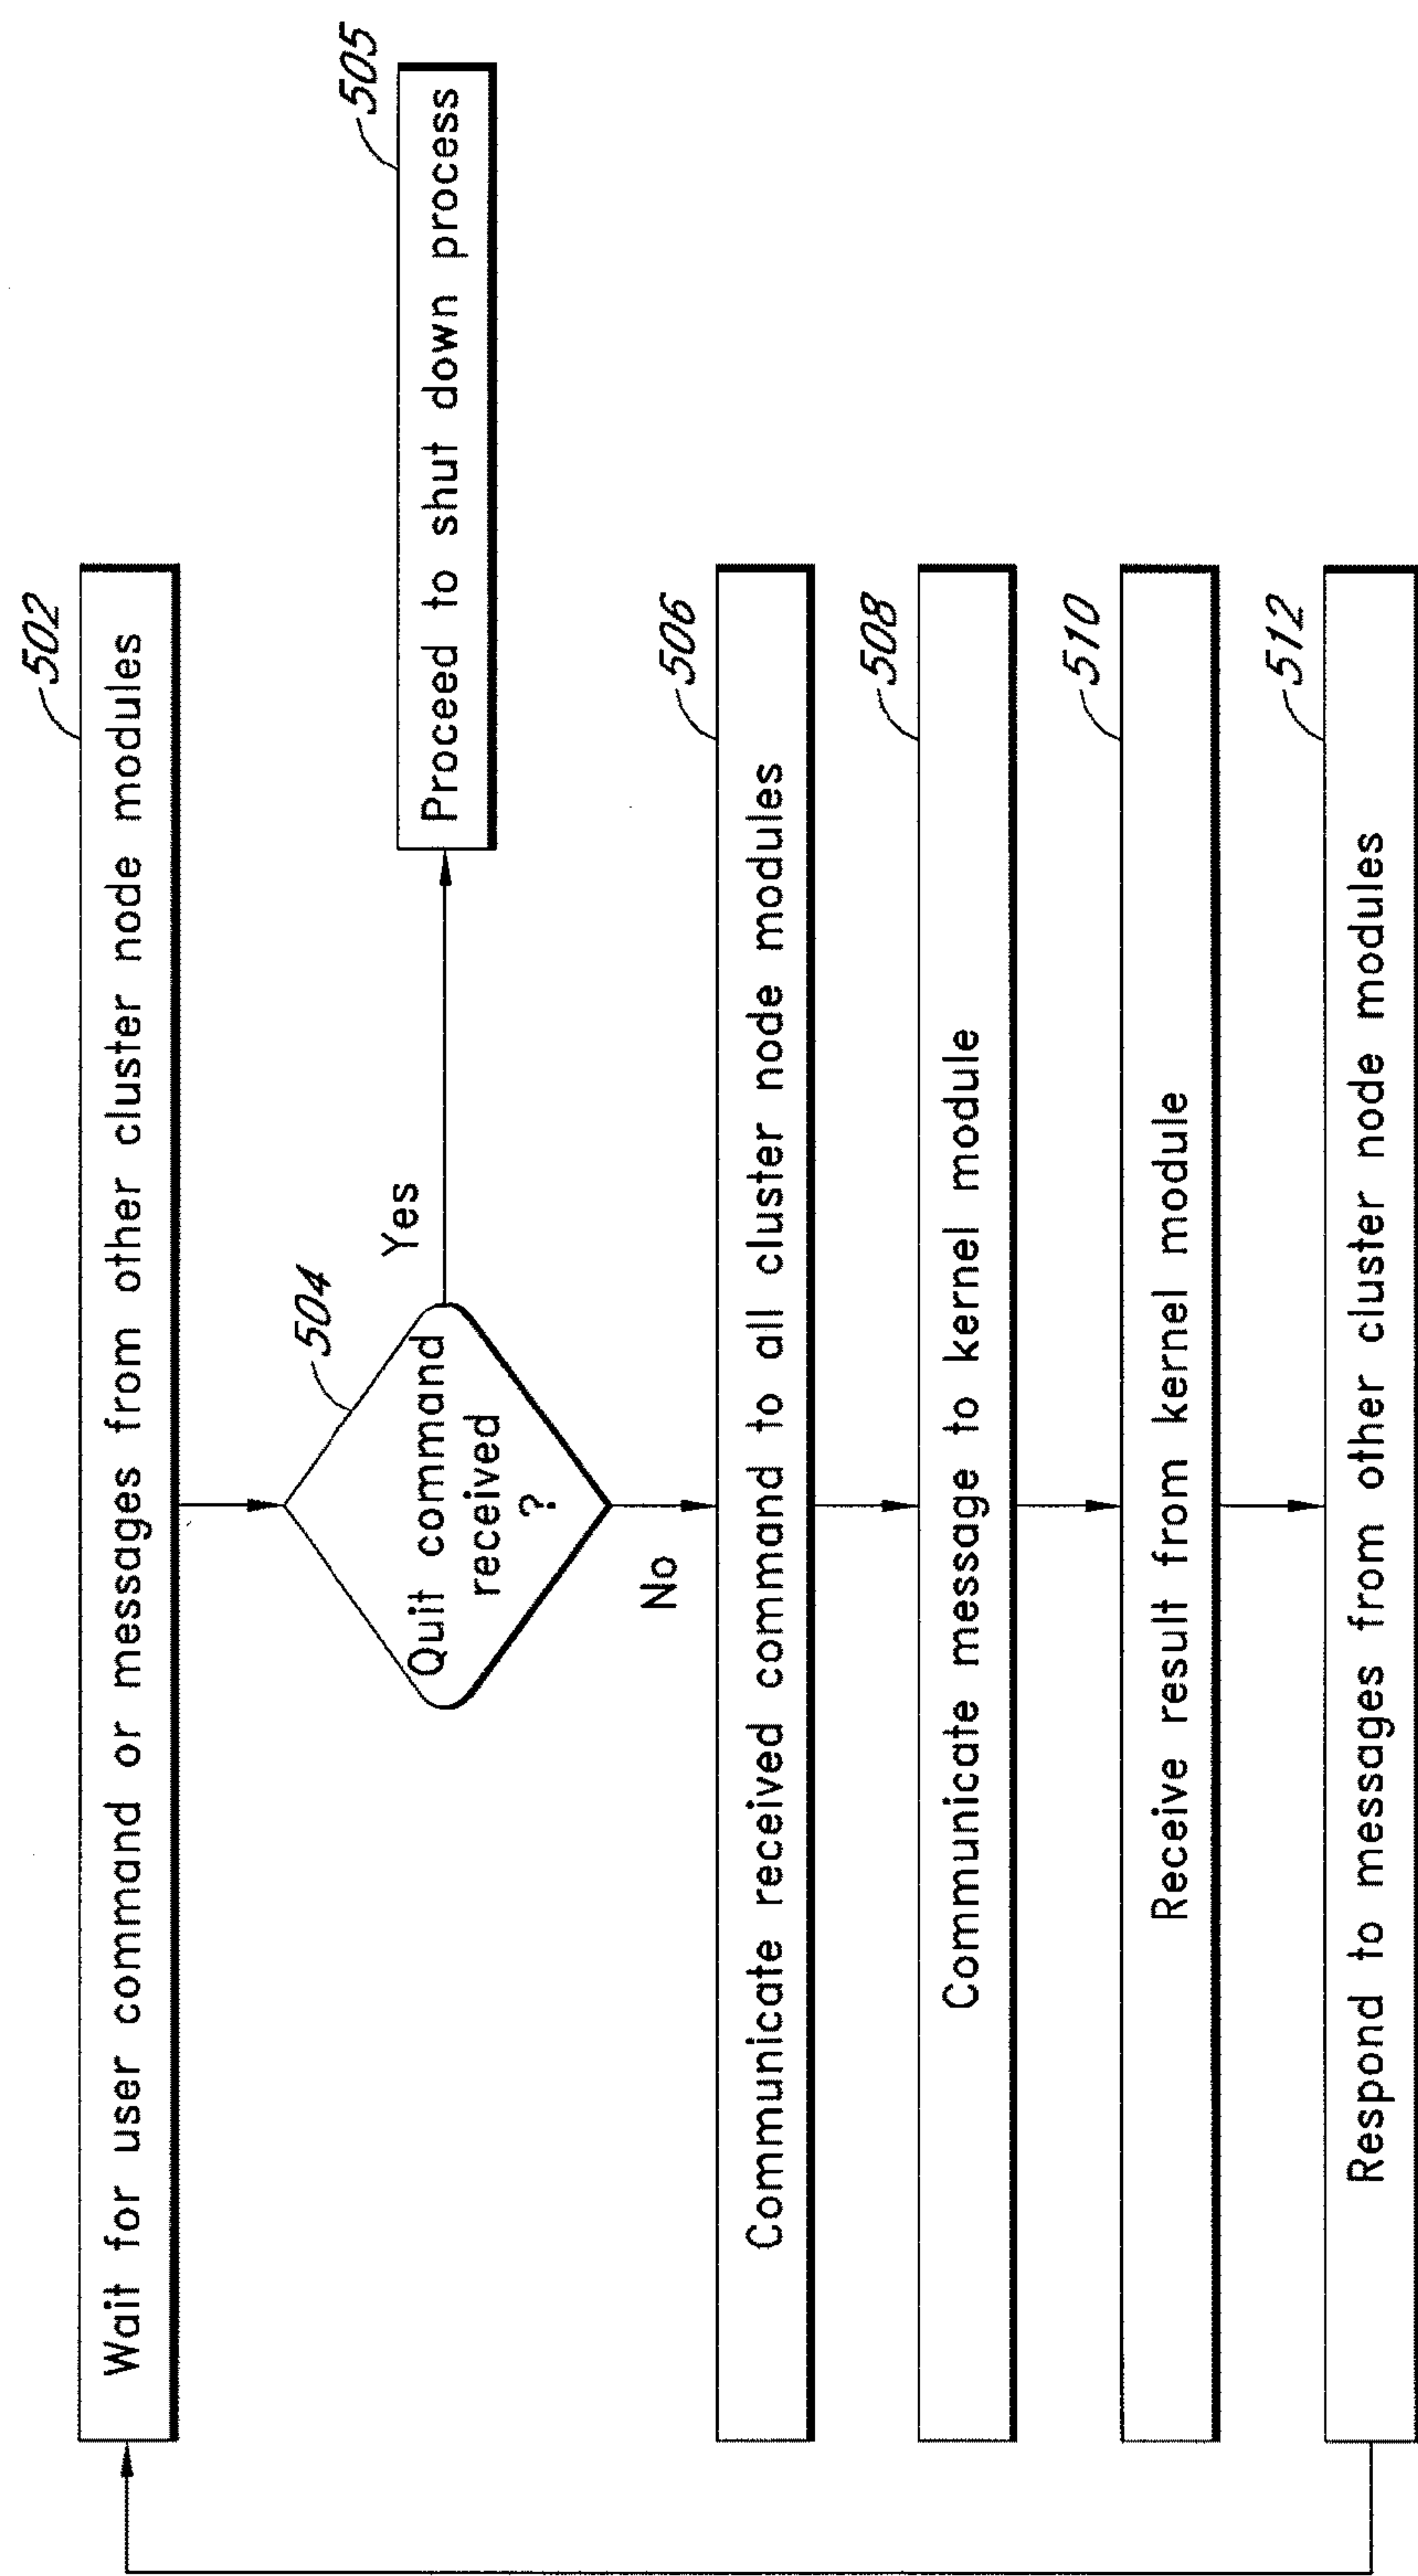 502
Wait for user command or messages from other cluster node modules
504
Quit command
received
?
Yes
505
Proceed to shut down process
No
506
Communicate received command to all cluster node modules
508
Communicate message to kernel module
510
Receive result from kernel module
512
Respond to messages from other cluster node modules